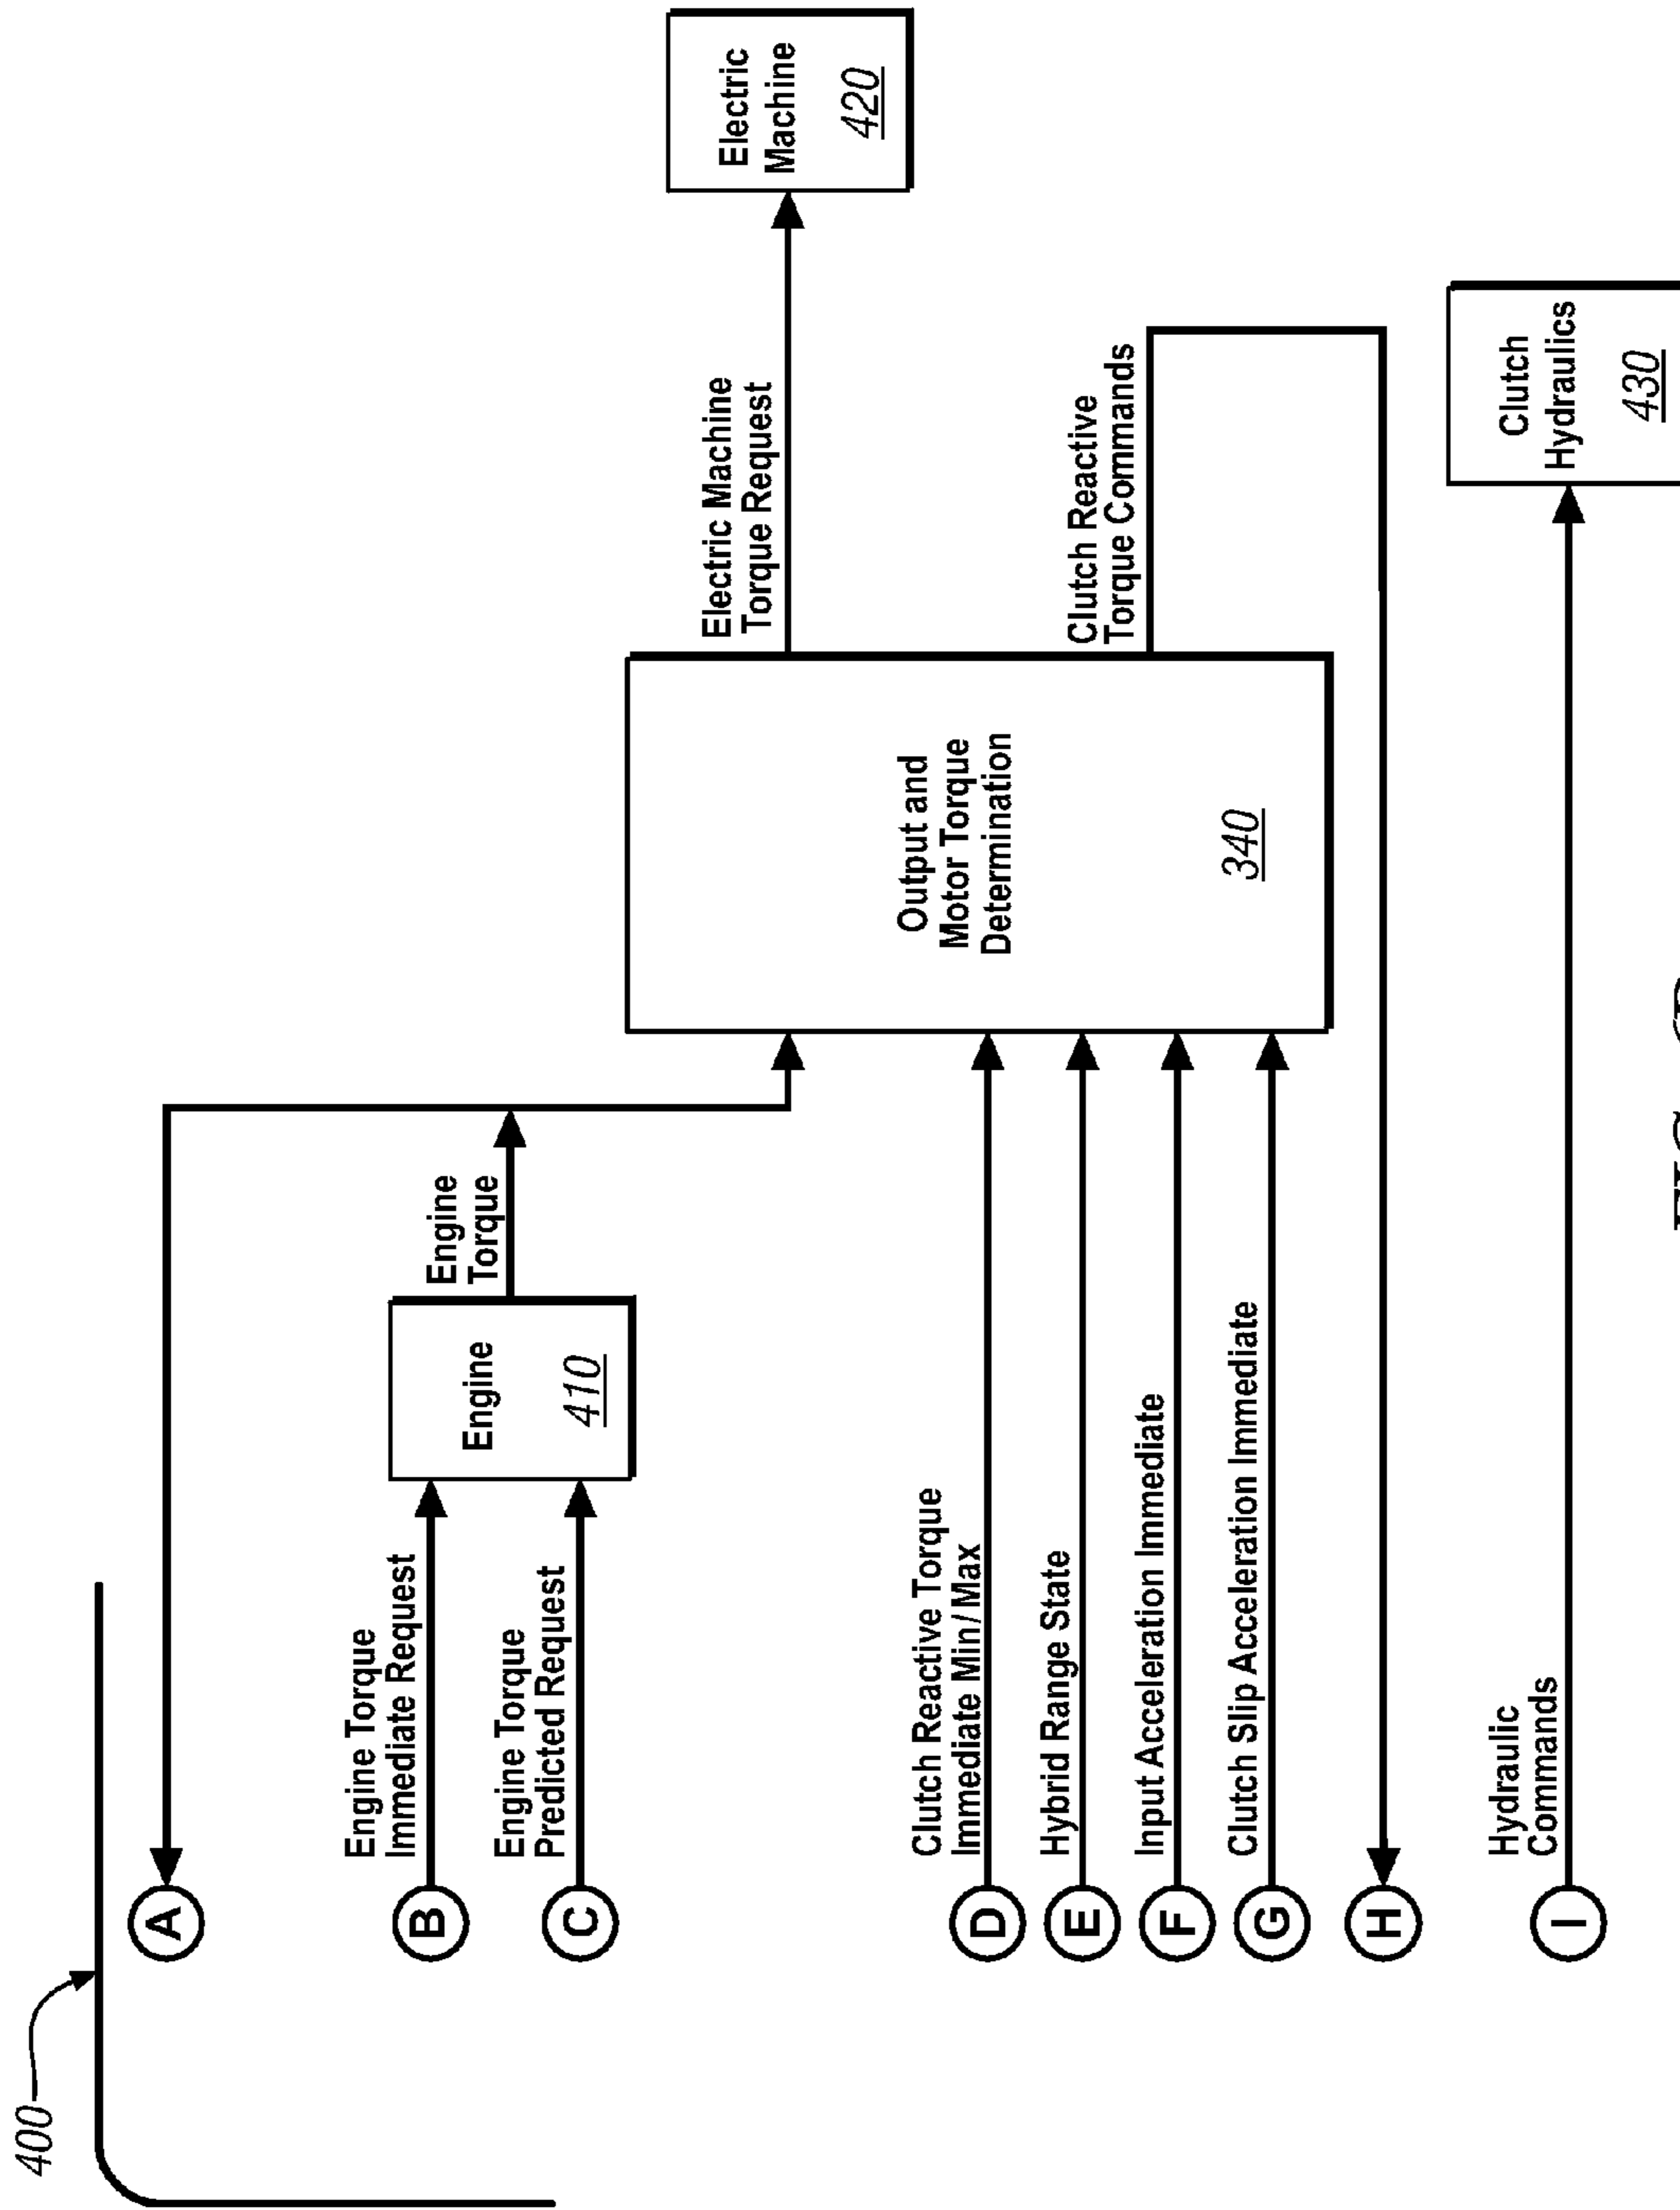 400
A
Engine Torque
Immediate Request
B
Engine Torque
Predicted Request
C
Engine
410
Engine
Torque
Clutch Reactive Torque
Immediate Min / Max
D
Hybrid Range State
E
Input Acceleration Immediate
F
Clutch Slip Acceleration Immediate
G
H
Output and
Motor Torque
Determination
340
Electric Machine
Torque Request
Electric
Machine
420
Clutch Reactive
Torque Commands
Hydraulic
Commands
I
Clutch
Hydraulics
430